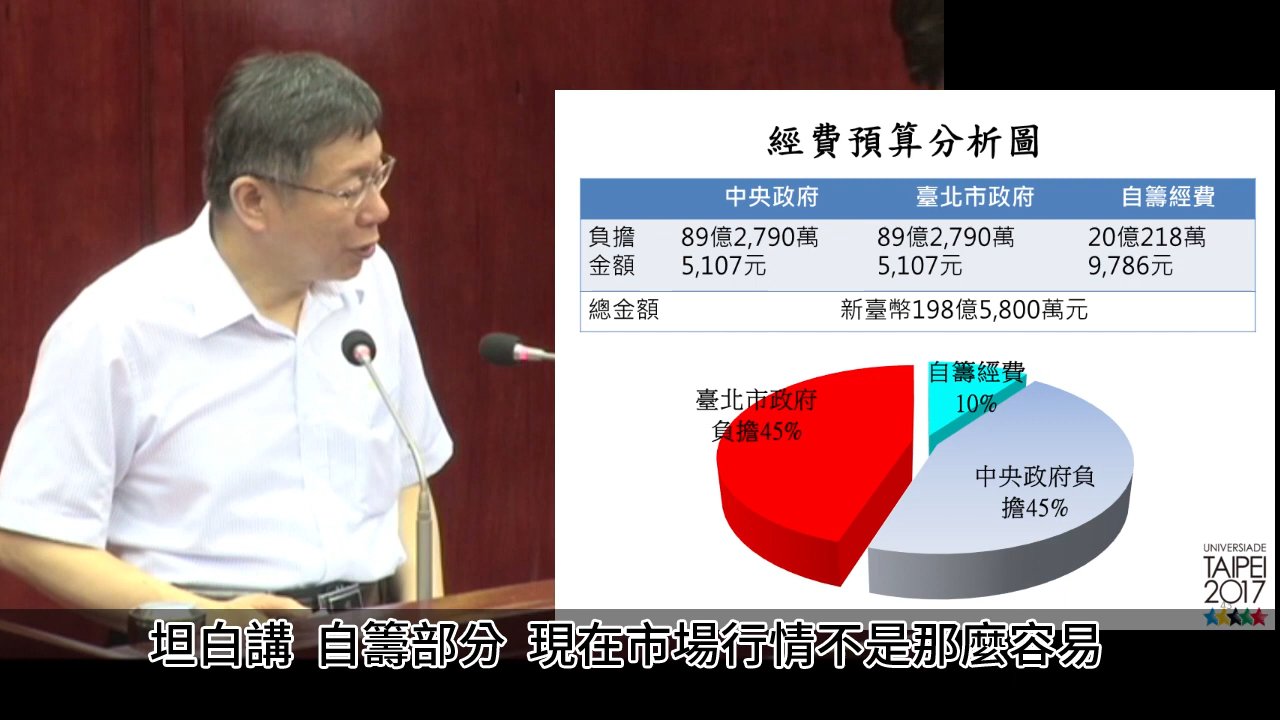 經費預算分析圖
中央政府 臺北市政府 自籌經費
負擔金額 89億2,790萬5,107元 89億2,790萬5,107元 20億218萬9,786元
總金額 新臺幣198億5,800萬元
自籌經費
10%
臺北市政府
負擔45%
中央政府負
擔45%
UNIVERSIADE
TAIPEI
2017
坦白講 自籌部分 現在市場行情不是那麼容易